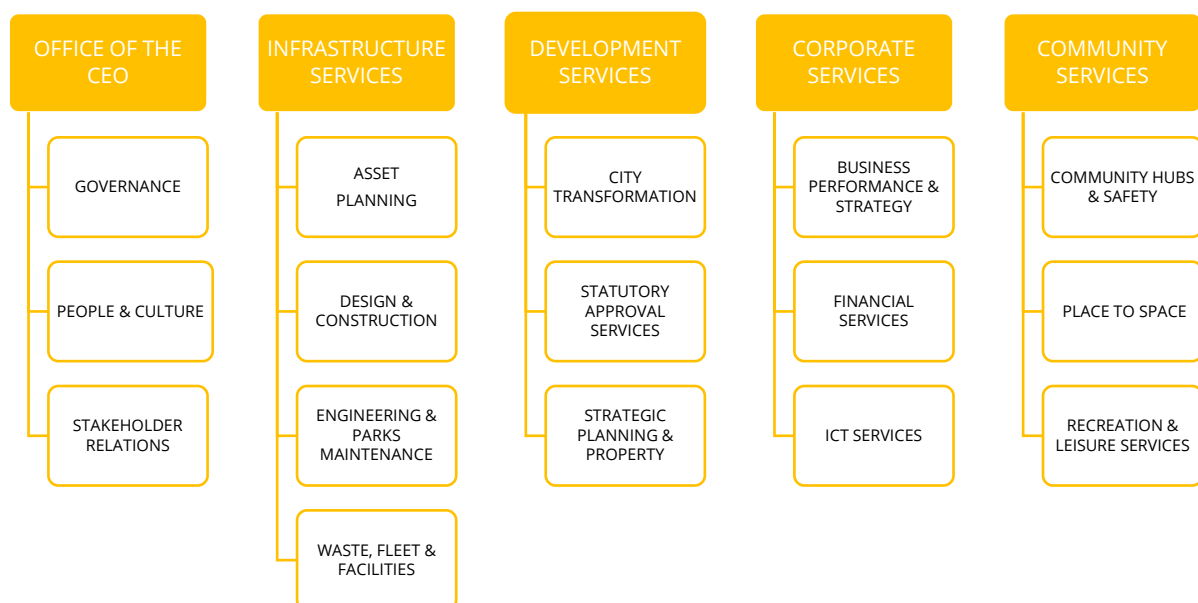 OFFICE OF THE
CEO
GOVERNANCE
PEOPLE & CULTURE
STAKEHOLDER
RELATIONS
INFRASTRUCTURE
SERVICES
ASSET
PLANNING
DESIGN &
CONSTRUCTION
ENGINEERING &
PARKS
MAINTENANCE
WASTE, FLEET &
FACILITIES
DEVELOPMENT
SERVICES
CITY
TRANSFORMATION
STATUTORY
APPROVAL
SERVICES
STRATEGIC
PLANNING &
PROPERTY
CORPORATE
SERVICES
BUSINESS
PERFORMANCE &
STRATEGY
FINANCIAL
SERVICES
ICT SERVICES
COMMUNITY
SERVICES
COMMUNITY HUBS
& SAFETY
PLACE TO SPACE
RECREATION &
LEISURE SERVICES